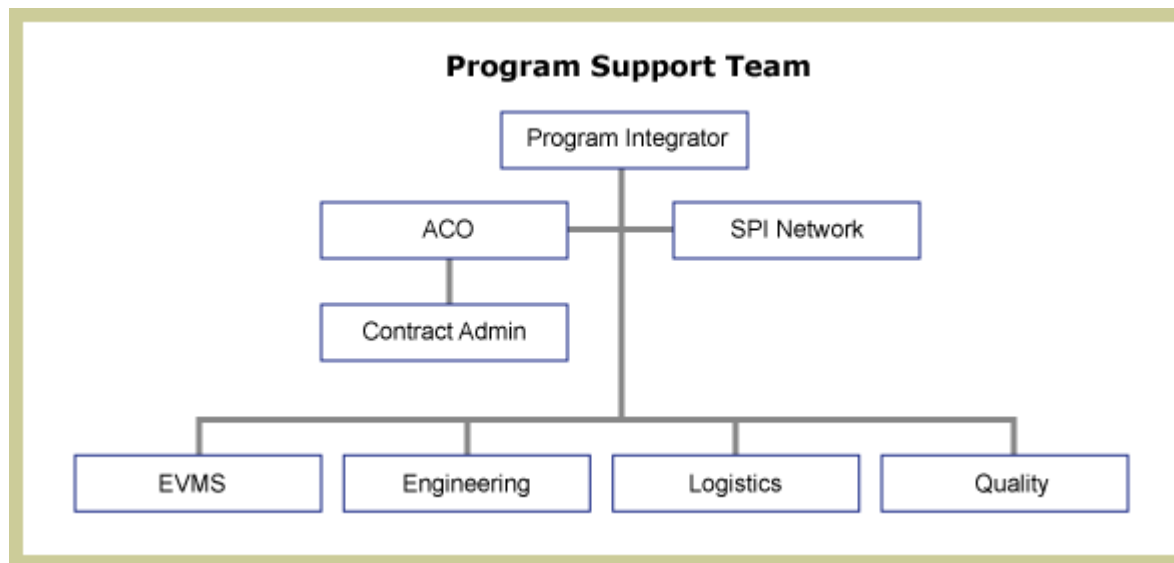 Program Support Team
Program Integrator
ACO
SPI Network
Contract Admin
EVMS
Engineering
Logistics
Quality